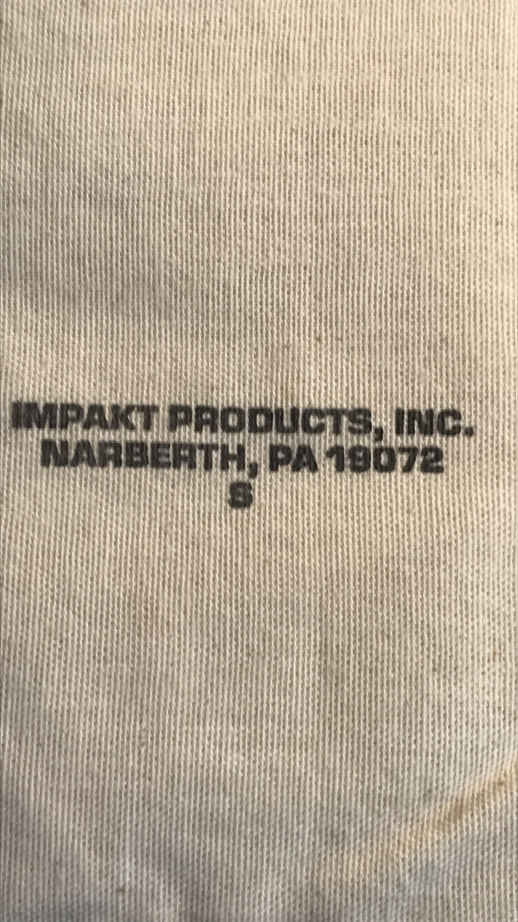 IMPAKT PRODUCTS, INC.
NARBERTH, PA 19072
S